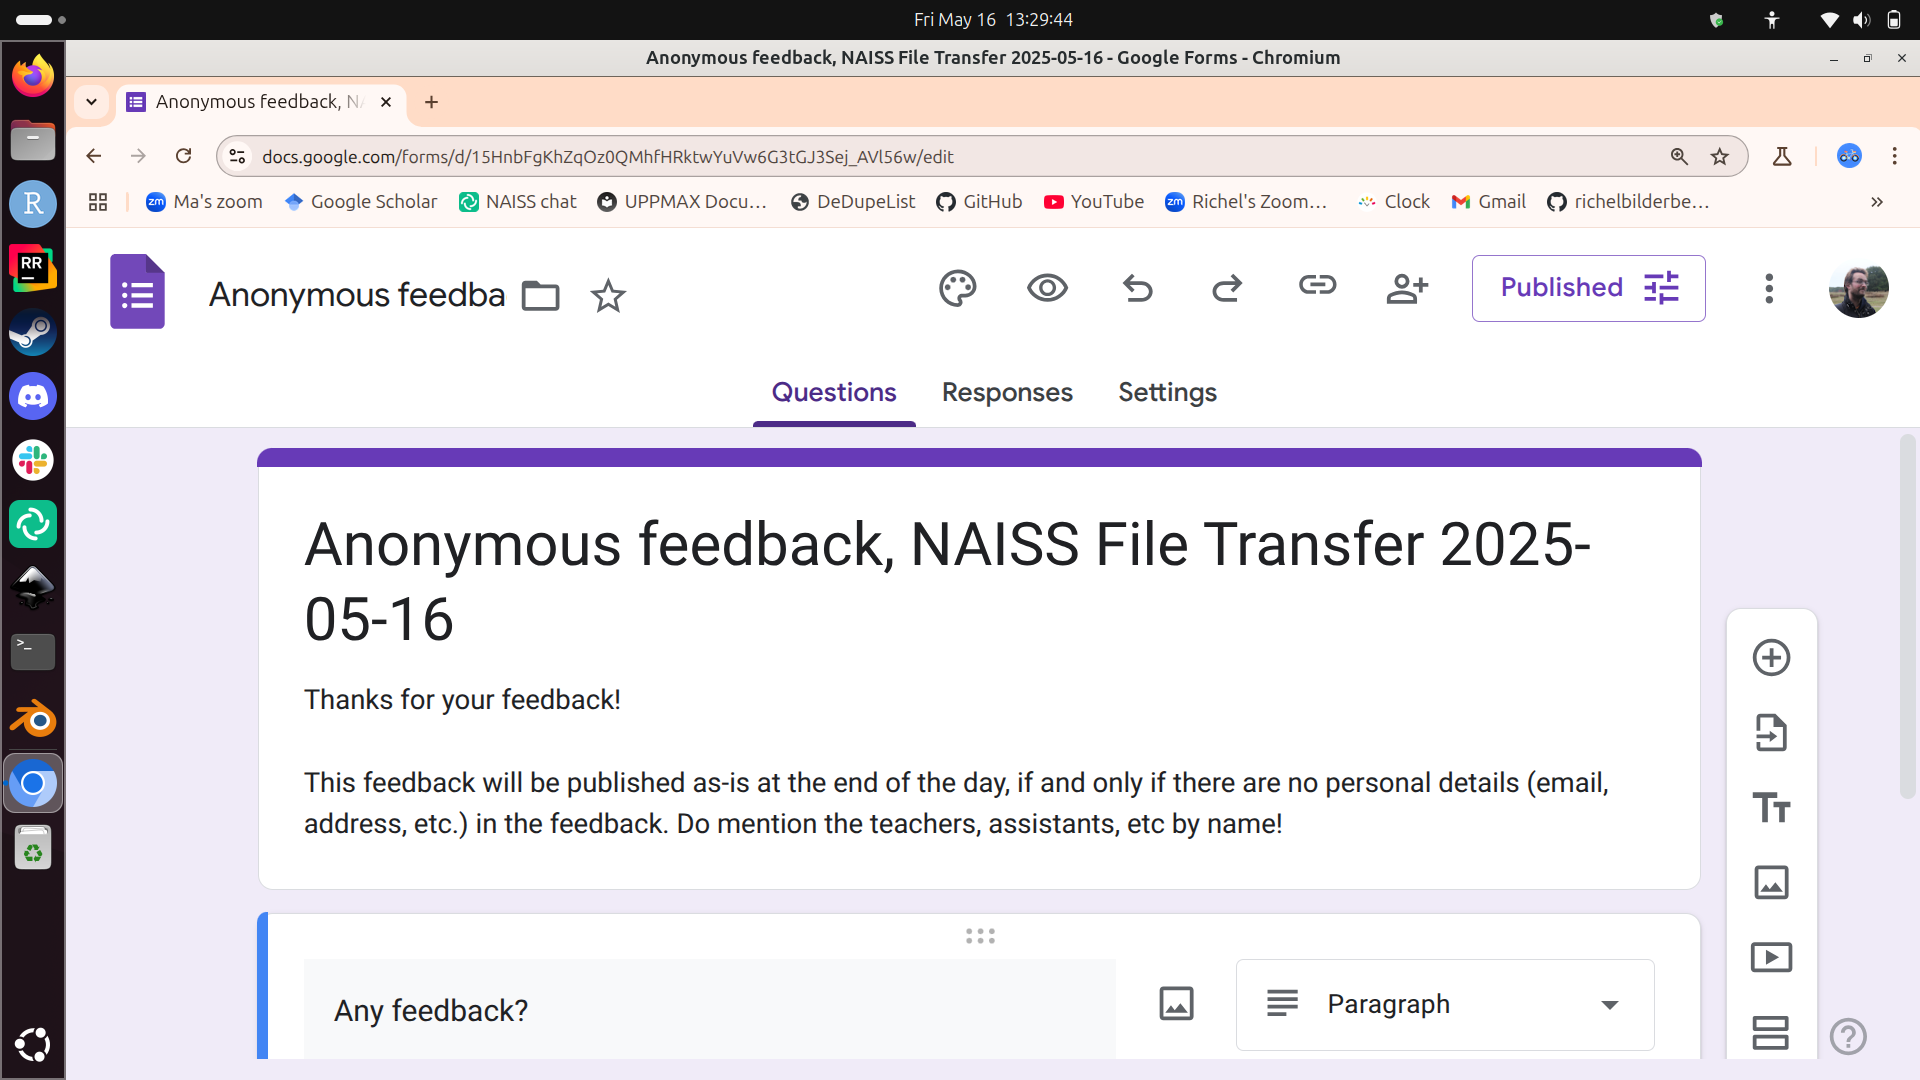 Fri May 16 13:29:44
Anonymous feedback, NAISS File Transfer 2025-05-16 - Google Forms - Chromium
Anonymous feedback, NA
docs.google.com/forms/d/15HnbFgKhZqOz0QMhfHRktwYuVw6G3tGJ3Sej_AVl56w/edit
Ma's zoom
Google Scholar
NAISS chat
UPPMAX Docu...
DeDupeList
GitHub
YouTube
Richel's Zoom...
Clock
Gmail
richelbilderbe...
»
Anonymous feedba
Published
Questions
Responses
Settings
Anonymous feedback, NAISS File Transfer 2025-
05-16
Thanks for your feedback!
This feedback will be published as-is at the end of the day, if and only if there are no personal details (email,
address, etc.) in the feedback. Do mention the teachers, assistants, etc by name!
Any feedback?
Paragraph
R
RR
>_
zm
zm
Tт
?